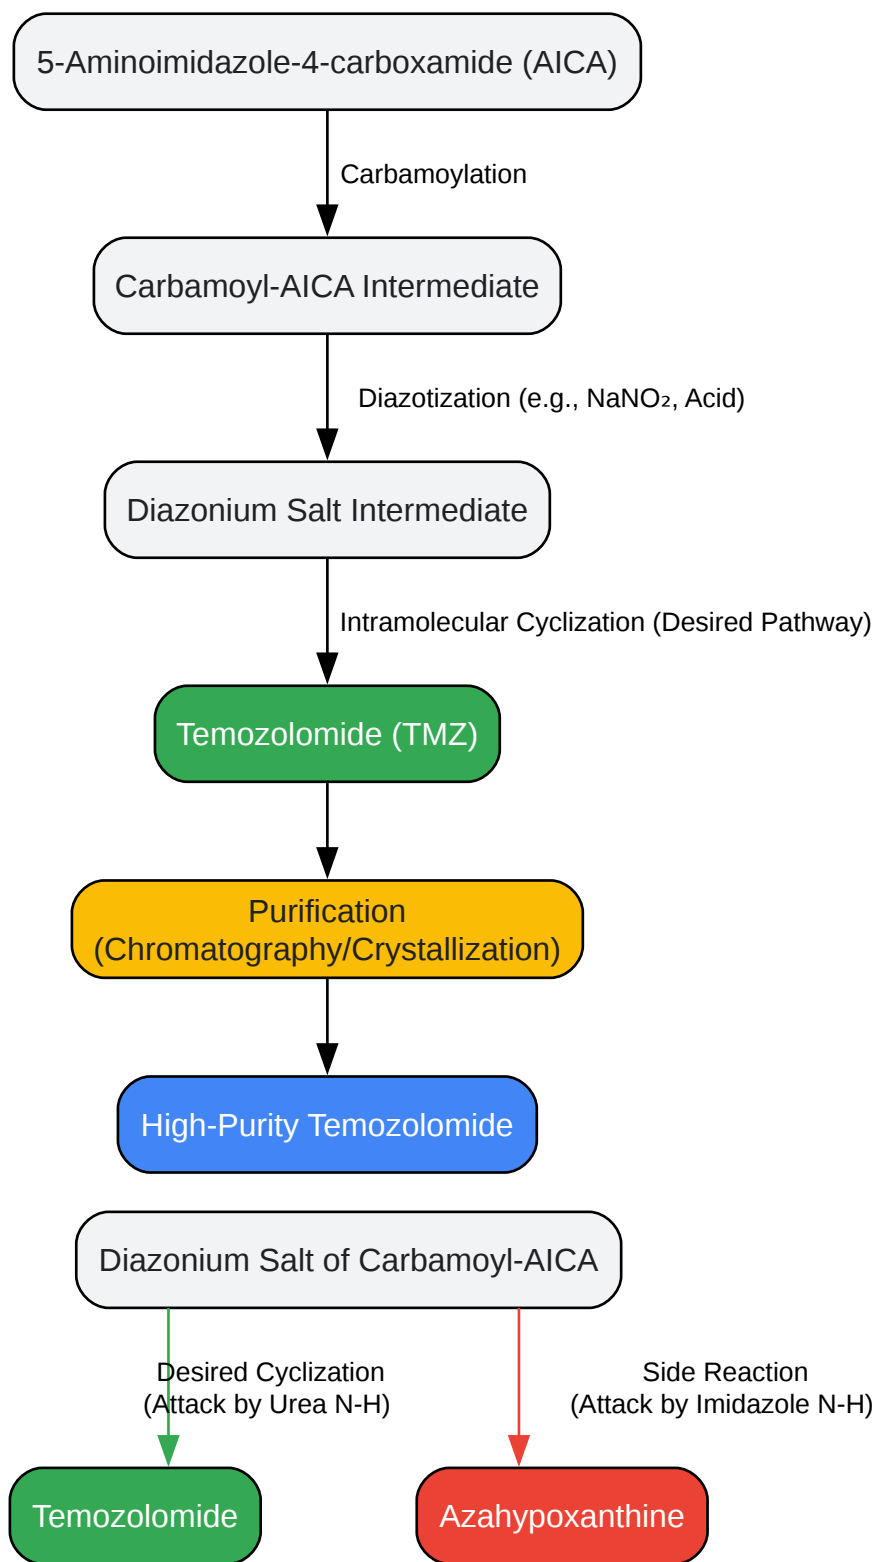 5-Aminoimidazole-4-carboxamide (AICA)
Carbamoylation
Carbamoyl-AICA Intermediate
Diazotization (e.g., NaNO₂, Acid)
Diazonium Salt Intermediate
Intramolecular Cyclization (Desired Pathway)
Temozolomide (TMZ)
Purification
(Chromatography/Crystallization)
High-Purity Temozolomide
Diazonium Salt of Carbamoyl-AICA
Desired Cyclization
(Attack by Urea N-H)
Side Reaction
(Attack by Imidazole N-H)
Temozolomide
Azahypoxanthine